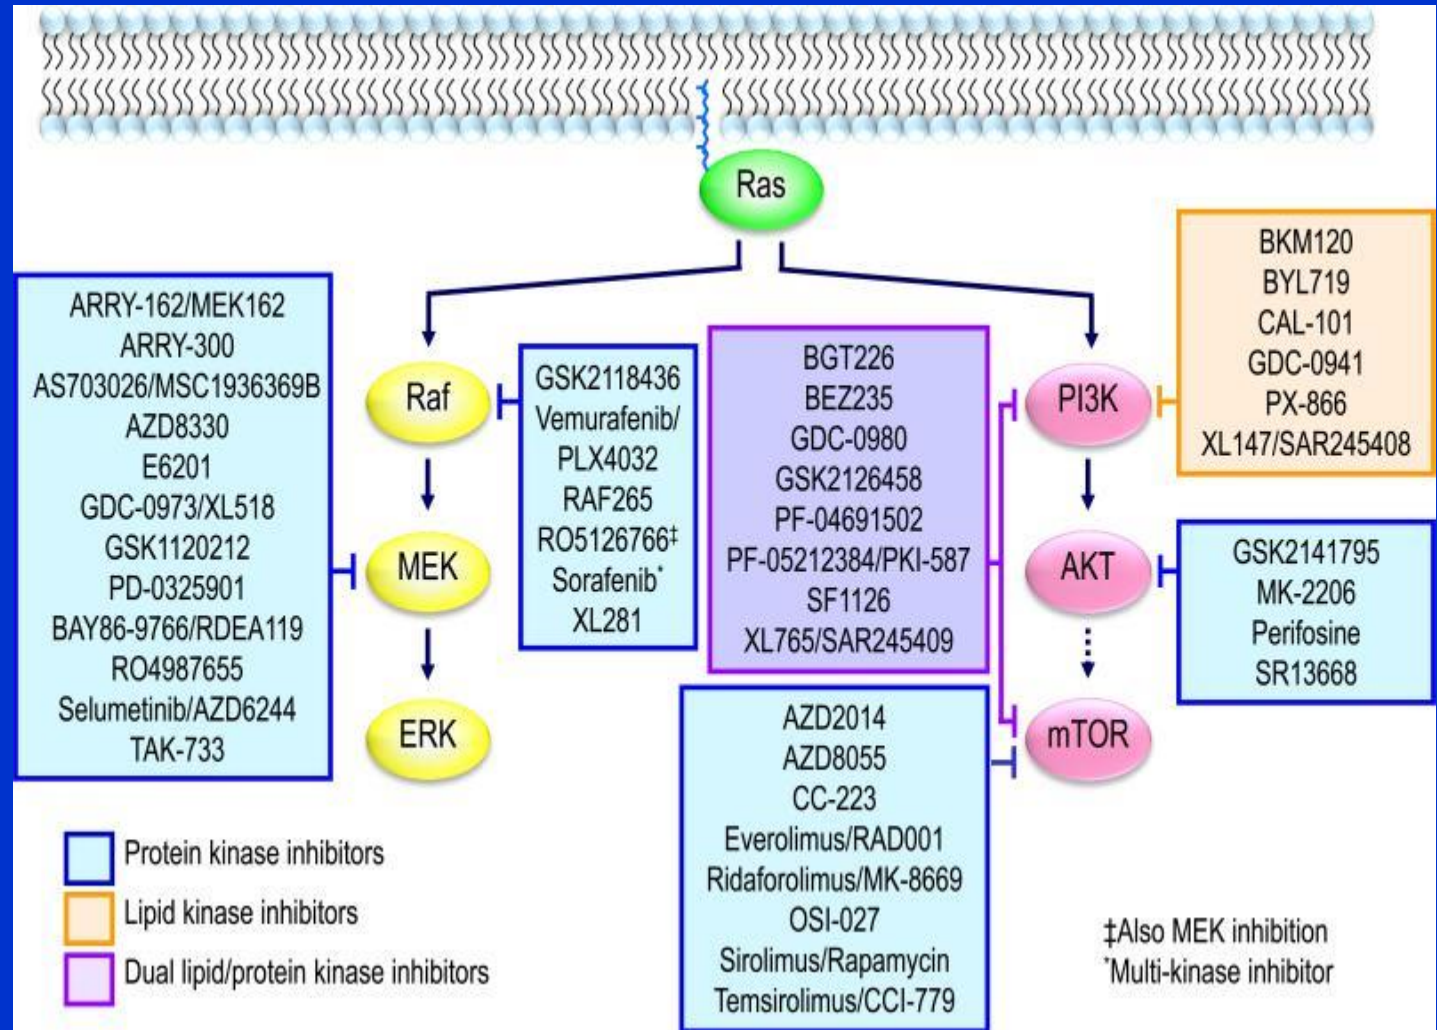 Ras
ARRY-162/MEK162
ARRY-300
AS703026/MSC1936369B
AZD8330
E6201
GDC-0973/XL518
GSK1120212
PD-0325901
BAY86-9766/RDEA119
RO4987655
Selumetinib/AZD6244
TAK-733
Raf
MEK
ERK
GSK2118436
Vemurafenib/
PLX4032
RAF265
RO5126766‡
Sorafenib*
XL281
BGT226
BEZ235
GDC-0980
GSK2126458
PF-04691502
PF-05212384/PKI-587
SF1126
XL765/SAR245409
PI3K
AKT
mTOR
BKM120
BYL719
CAL-101
GDC-0941
PX-866
XL147/SAR245408
GSK2141795
MK-2206
Perifosine
SR13668
AZD2014
AZD8055
CC-223
Everolimus/RAD001
Ridaforolimus/MK-8669
OSI-027
Sirolimus/Rapamycin
Temsirolimus/CCI-779
Protein kinase inhibitors
Lipid kinase inhibitors
Dual lipid/protein kinase inhibitors
‡Also MEK inhibition
*Multi-kinase inhibitor